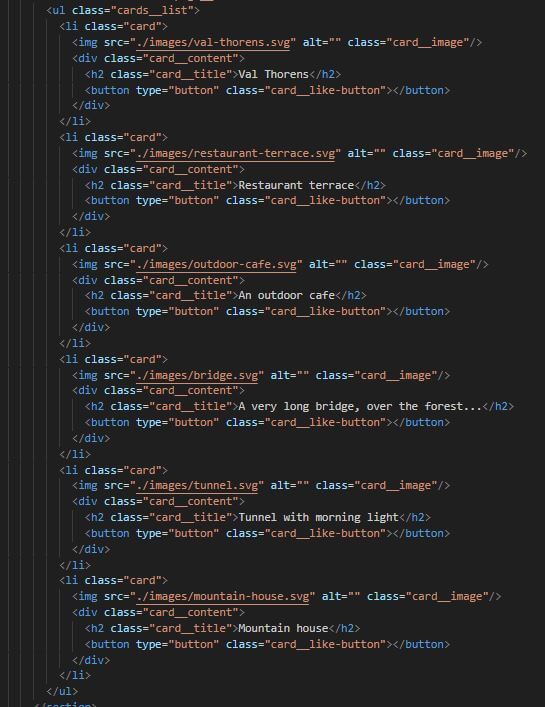 <ul class="cards__list">
<li class="card">
<img src="./images/val-thorens.svg" alt="" class="card__image"/>
<div class="card__content">
<h2 class="card__title">Val Thorens</h2>
<button type="button" class="card__like-button"></button>
</div>
</li>
<li class="card">
<img src="./images/restaurant-terrace.svg" alt="" class="card__image"/>
<div class="card__content">
<h2 class="card__title">Restaurant terrace</h2>
<button type="button" class="card__like-button"></button>
</div>
</li>
<li class="card">
<img src="./images/outdoor-cafe.svg" alt="" class="card__image"/>
<div class="card__content">
<h2 class="card__title">An outdoor cafe</h2>
<button type="button" class="card__like-button"></button>
</div>
</li>
<li class="card">
<img src="./images/bridge.svg" alt="" class="card__image"/>
<div class="card__content">
<h2 class="card__title">A very long bridge, over the forest...</h2>
<button type="button" class="card__like-button"></button>
</div>
</li>
<li class="card">
<img src="./images/tunnel.svg" alt="" class="card__image"/>
<div class="card__content">
<h2 class="card__title">Tunnel with morning light</h2>
<button type="button" class="card__like-button"></button>
</div>
</li>
<li class="card">
<img src="./images/mountain-house.svg" alt="" class="card__image"/>
<div class="card__content">
<h2 class="card__title">Mountain house</h2>
<button type="button" class="card__like-button"></button>
</div>
</li>
</ul>
</section>